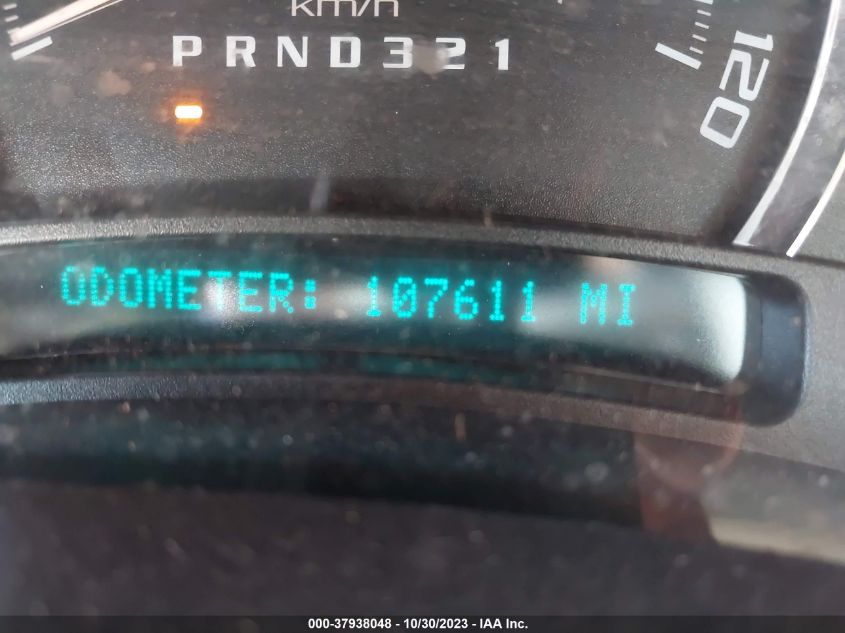 km/h
PRND321
120
ODOMETER: 107611 MI
000-37938048 - 10/30/2023 - IAA Inc.